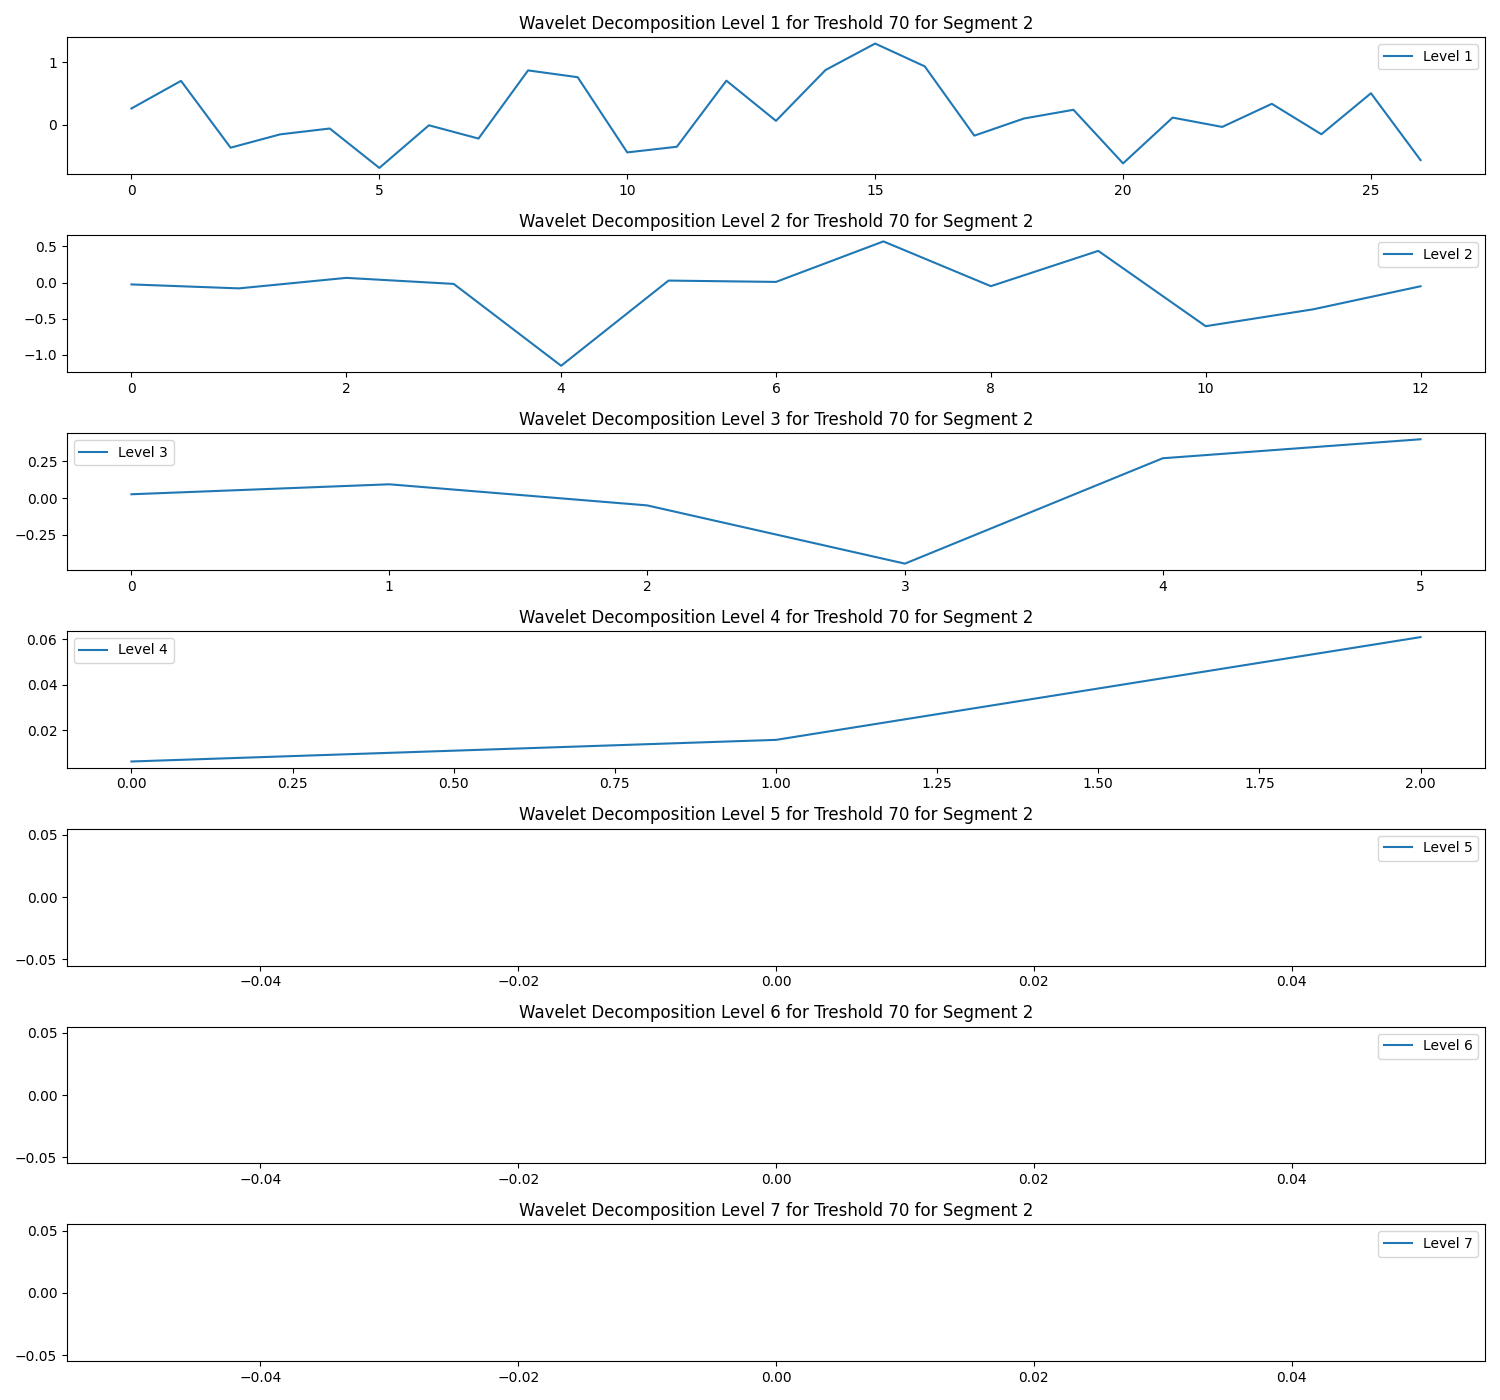 Wavelet Decomposition Level 1 for Treshold 70 for Segment 2
Level 1
1
0
0 5 10 15 20 25
Wavelet Decomposition Level 2 for Treshold 70 for Segment 2
Level 2
0.5
0.0
−0.5
−1.0
0 2 4 6 8 10 12
Wavelet Decomposition Level 3 for Treshold 70 for Segment 2
Level 3
0.25
0.00
−0.25
0 1 2 3 4 5
Wavelet Decomposition Level 4 for Treshold 70 for Segment 2
Level 4
0.06
0.04
0.02
0.00 0.25 0.50 0.75 1.00 1.25 1.50 1.75 2.00
Wavelet Decomposition Level 5 for Treshold 70 for Segment 2
Level 5
0.05
0.00
−0.05
−0.04 −0.02 0.00 0.02 0.04
Wavelet Decomposition Level 6 for Treshold 70 for Segment 2
Level 6
0.05
0.00
−0.05
−0.04 −0.02 0.00 0.02 0.04
Wavelet Decomposition Level 7 for Treshold 70 for Segment 2
Level 7
0.05
0.00
−0.05
−0.04 −0.02 0.00 0.02 0.04